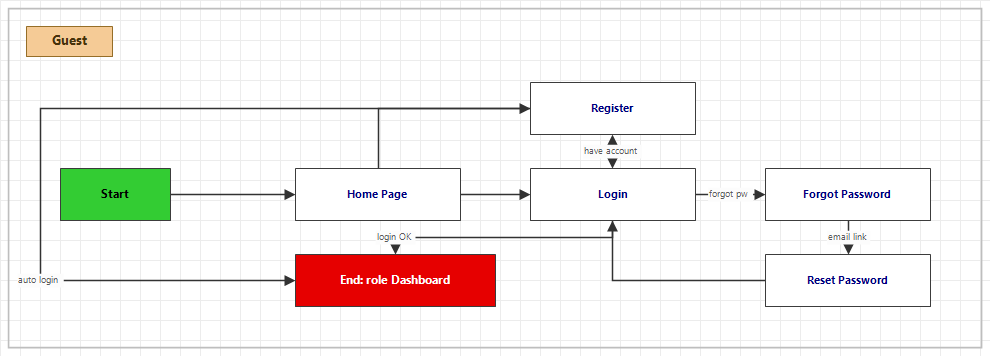 Guest
Register
have account
Start
Home Page
Login
forgot pw
Forgot Password
login OK
email link
auto login
End: role Dashboard
Reset Password